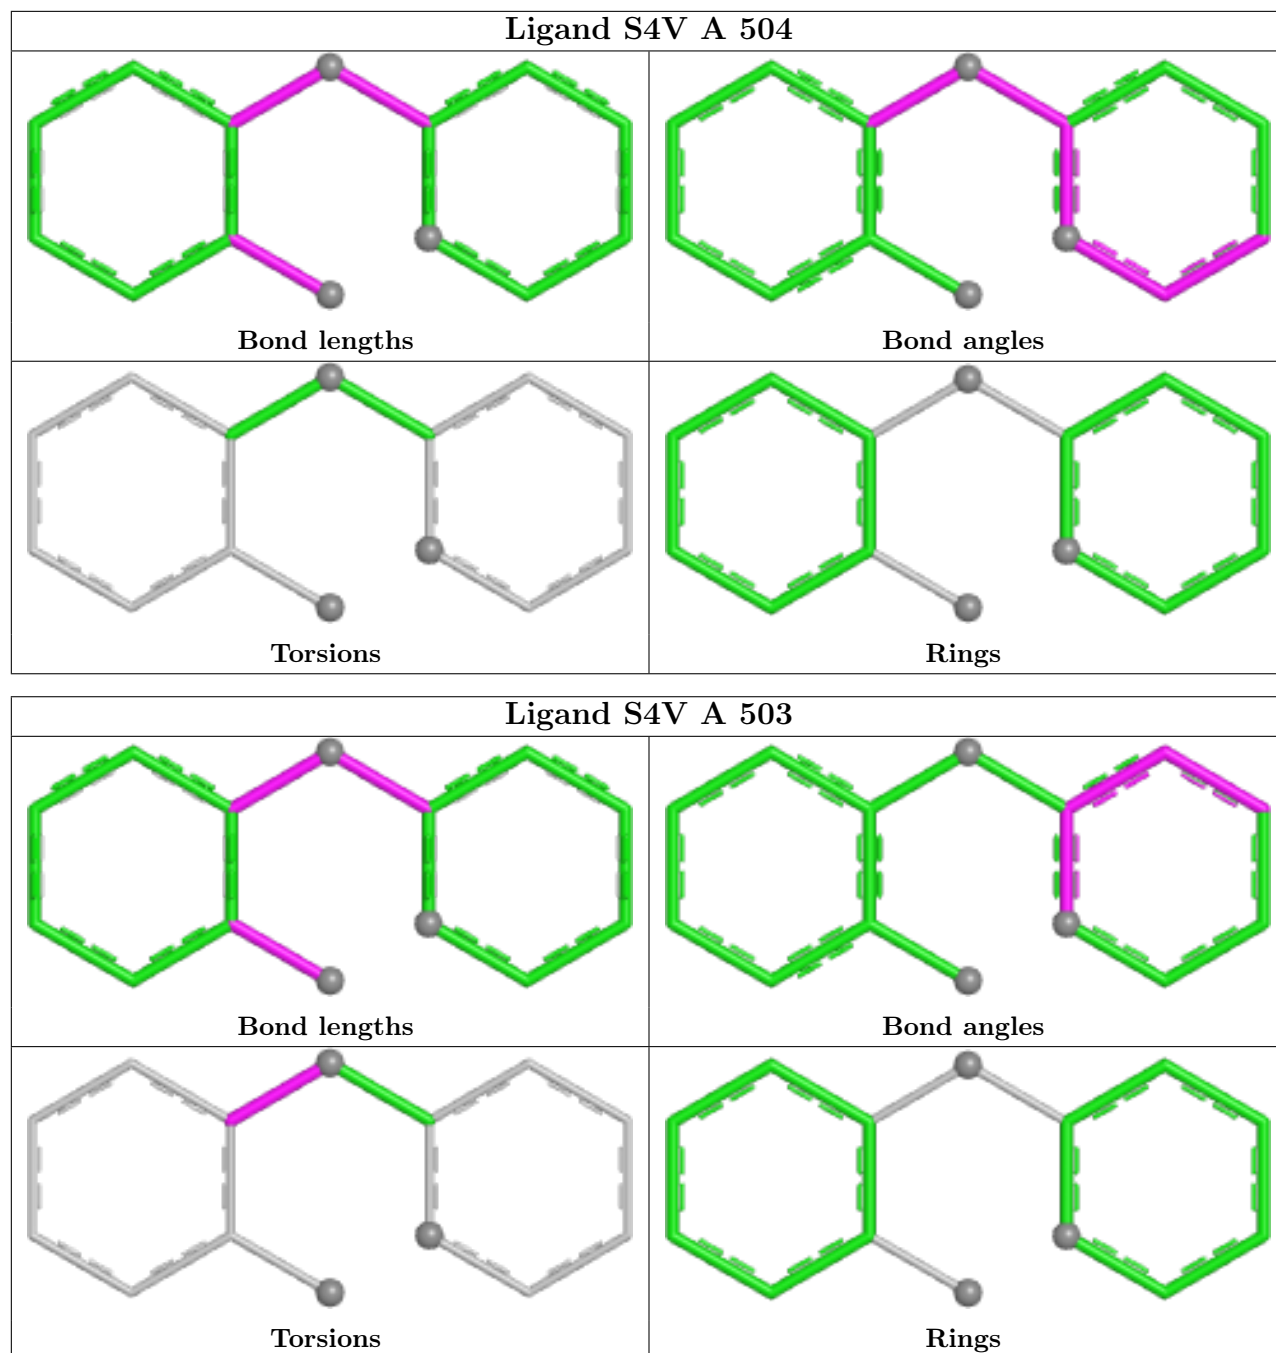 Ligand S4V A 504
Bond lengths
Bond angles
Torsions
Rings
Ligand S4V A 503
Bond lengths
Bond angles
Torsions
Rings